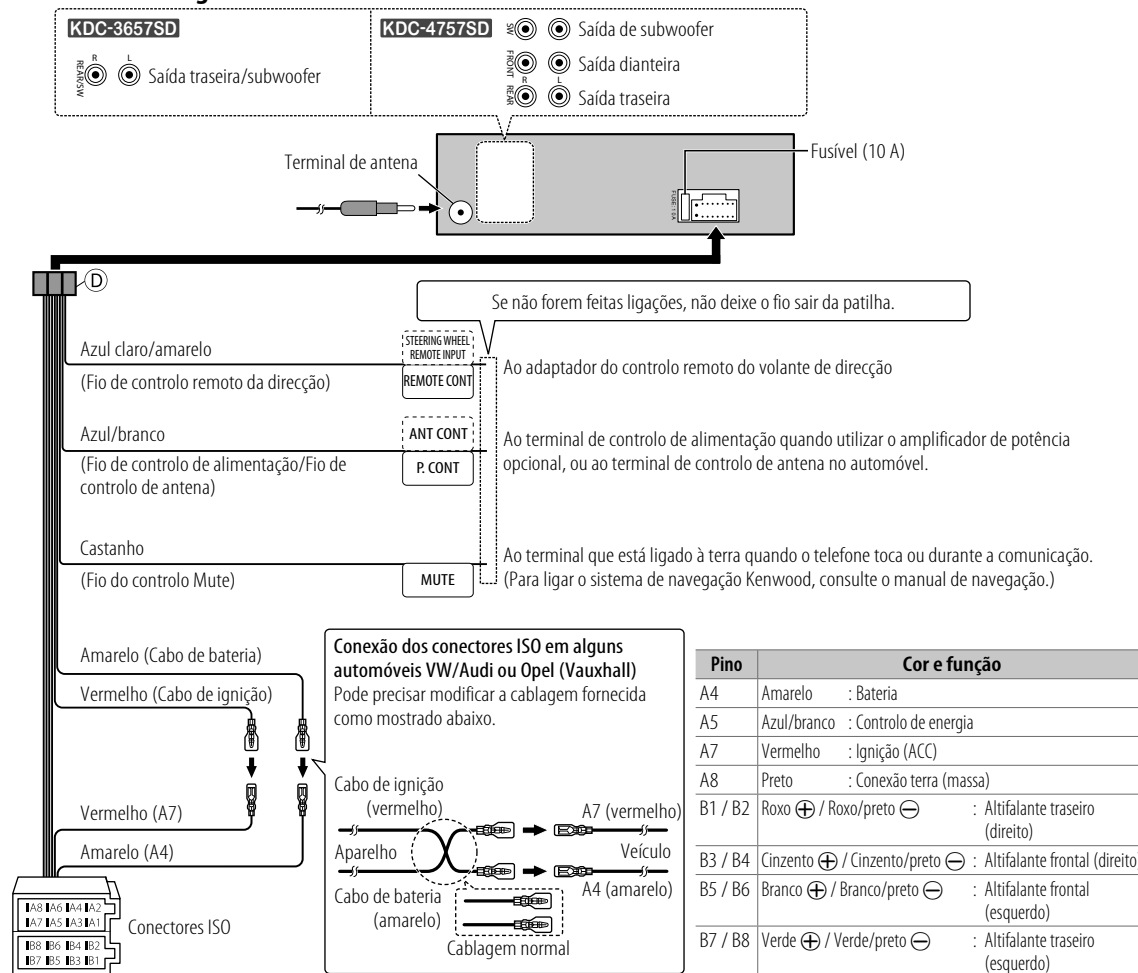 KDC-3657SD
R L
REAR/SW
Saída traseira/subwoofer
KDC-4757SD
SW
Saída de subwoofer
FRONT
Saída dianteira
R L
REAR
Saída traseira
Terminal de antena
Fusível (10 A)
FUSE 10A
D
Se não forem feitas ligações, não deixe o fio sair da patilha.
Azul claro/amarelo
(Fio de controlo remoto da direcção)
STEERING WHEEL
REMOTE INPUT
REMOTE CONT
Ao adaptador do controlo remoto do volante de direcção
Azul/branco
(Fio de controlo de alimentação/Fio de
controlo de antena)
ANT CONT
P. CONT
Ao terminal de controlo de alimentação quando utilizar o amplificador de potência
opcional, ou ao terminal de controlo de antena no automóvel.
Castanho
(Fio do controlo Mute)
MUTE
Ao terminal que está ligado à terra quando o telefone toca ou durante a comunicação.
(Para ligar o sistema de navegação Kenwood, consulte o manual de navegação.)
Amarelo (Cabo de bateria)
Vermelho (Cabo de ignição)
Vermelho (A7)
Amarelo (A4)
A8 A6 A4 A2
A7 A5 A3 A1
B8 B6 B4 B2
B7 B5 B3 B1
Conectores ISO
Conexão dos conectores ISO em alguns
automóveis VW/Audi ou Opel (Vauxhall)
Pode precisar modificar a cablagem fornecida
como mostrado abaixo.
Cabo de ignição
(vermelho)
A7 (vermelho)
Aparelho
Veículo
Cabo de bateria
(amarelo)
A4 (amarelo)
Cablagem normal
Pino Cor e função
A4 Amarelo : Bateria
A5 Azul/branco : Controlo de energia
A7 Vermelho : Ignição (ACC)
A8 Preto : Conexão terra (massa)
B1 / B2 Roxo ⊕ / Roxo/preto ⊖ : Altifalante traseiro
(direito)
B3 / B4 Cinzento ⊕ / Cinzento/preto ⊖ : Altifalante frontal (direito
B5 / B6 Branco ⊕ / Branco/preto ⊖ : Altifalante frontal
(esquerdo)
B7 / B8 Verde ⊕ / Verde/preto ⊖ : Altifalante traseiro
(esquerdo)